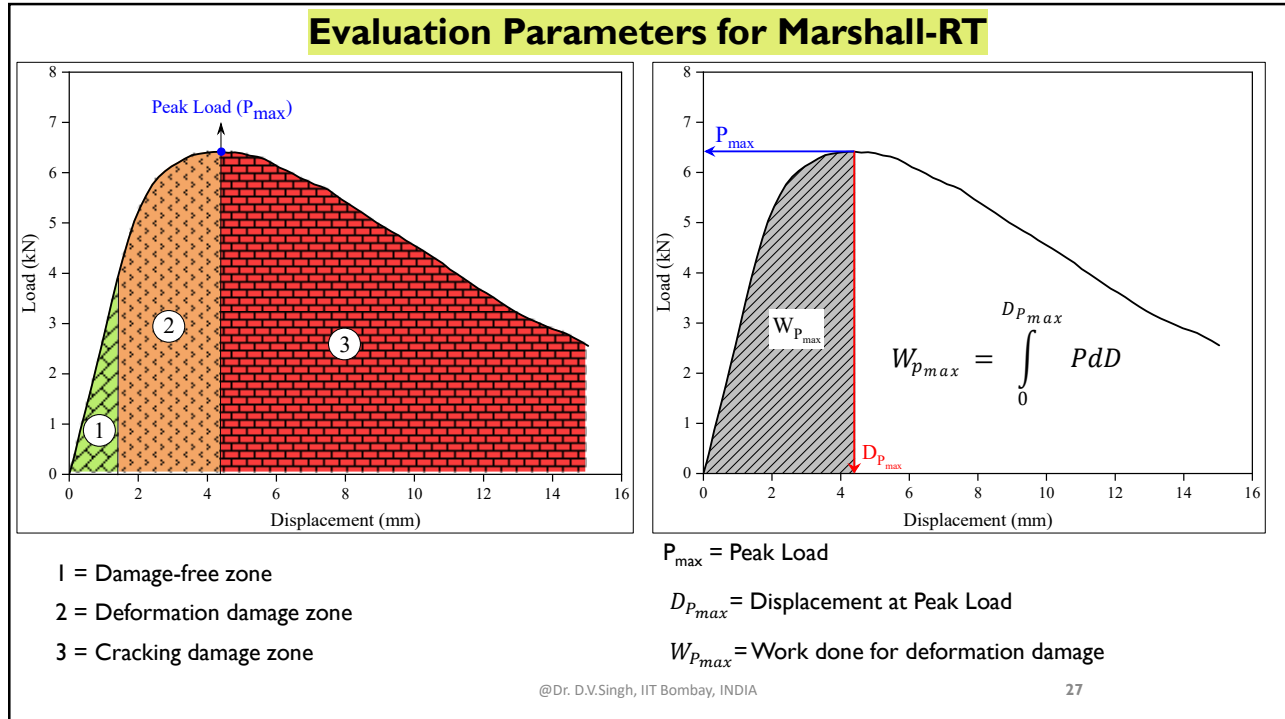 Evaluation Parameters for Marshall-RT
8
7
6
5
4
3
2
1
0
Load (kN)
Peak Load (Pmax)
1
2
3
0 2 4 6 8 10 12 14 16
Displacement (mm)
1 = Damage-free zone
2 = Deformation damage zone
3 = Cracking damage zone
8
7
6
5
4
3
2
1
0
Load (kN)
Pmax
WPmax
Wpmax = ∫0DPmax PdD
DPmax
0 2 4 6 8 10 12 14 16
Displacement (mm)
Pmax = Peak Load
DPmax= Displacement at Peak Load
WPmax= Work done for deformation damage
@Dr. D.V.Singh, IIT Bombay, INDIA 27